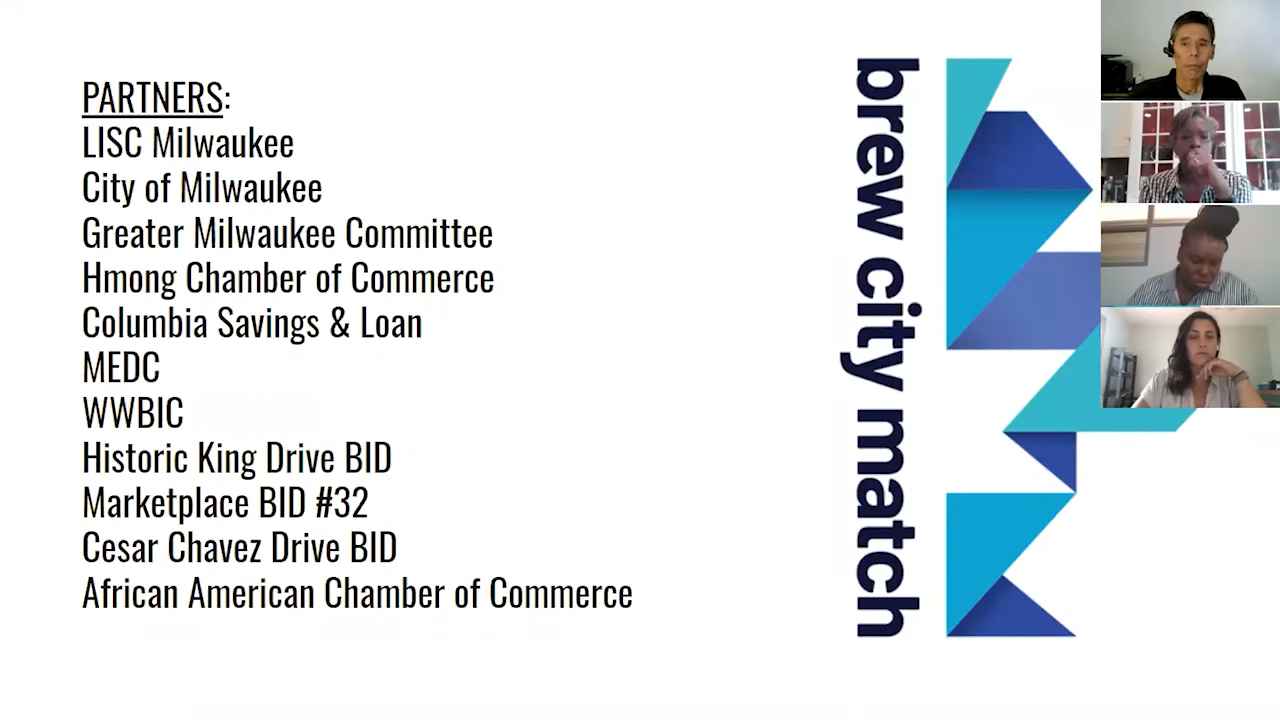 PARTNERS:
LISC Milwaukee
City of Milwaukee
Greater Milwaukee Committee
Hmong Chamber of Commerce
Columbia Savings & Loan
MEDC
WWBIC
Historic King Drive BID
Marketplace BID #32
Cesar Chavez Drive BID
African American Chamber of Commerce
brew city match